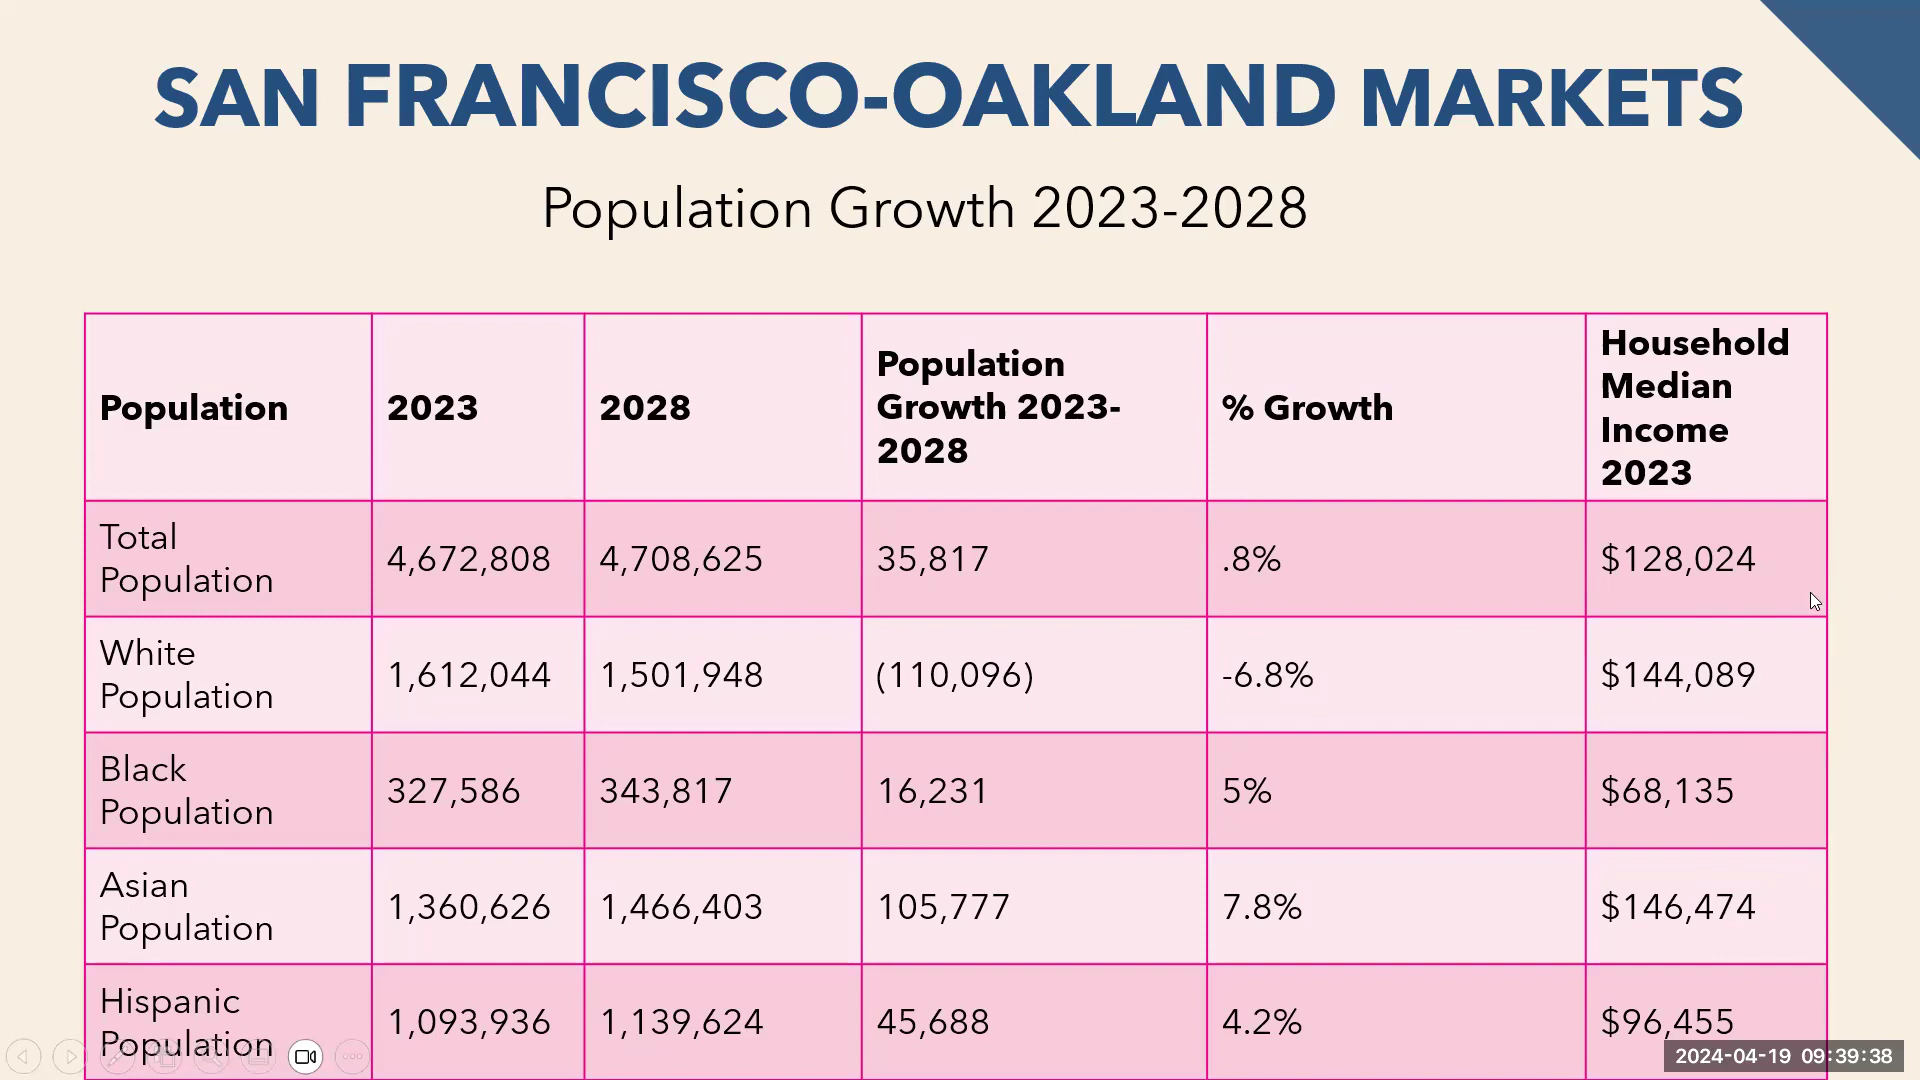 SAN FRANCISCO-OAKLAND MARKETS
Population Growth 2023-2028
Population
2023
2028
Population
Growth 2023-
2028
% Growth
Household
Median
Income
2023
Total
Population
4,672,808
4,708,625
35,817
.8%
$128,024
White
Population
1,612,044
1,501,948
(110,096)
-6.8%
$144,089
Black
Population
327,586
343,817
16,231
5%
$68,135
Asian
Population
1,360,626
1,466,403
105,777
7.8%
$146,474
Hispanic
Population
1,093,936
1,139,624
45,688
4.2%
$96,455
2024-04-19 09:39:38